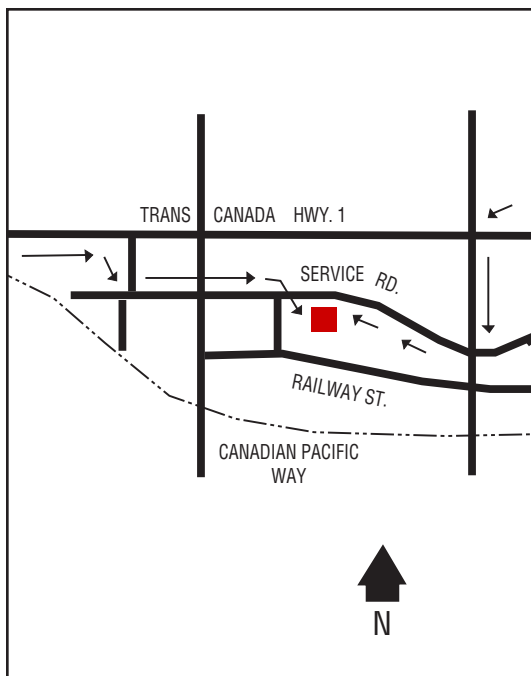 TRANS CANADA HWY. 1
SERVICE RD.
RAILWAY ST.
CANADIAN PACIFIC
WAY
N